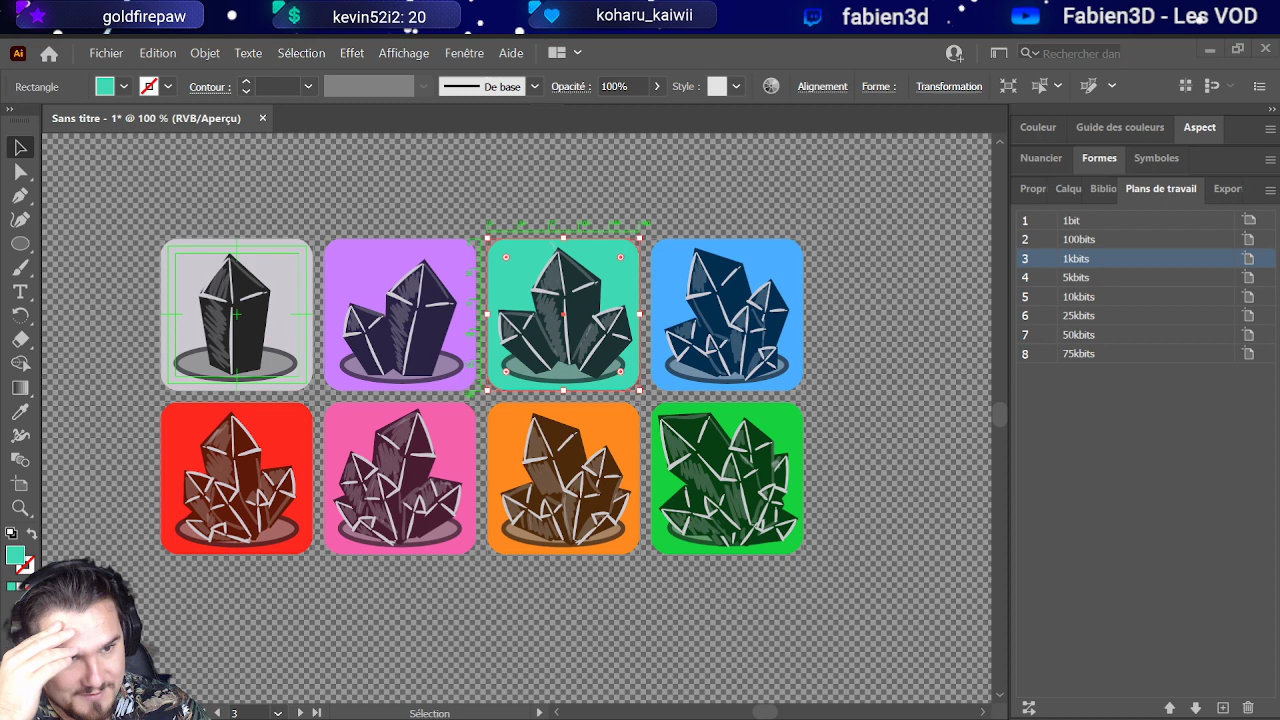 goldfirepaw
kevin52i2: 20
koharu_kaiwii
fabien3d
Fabien3D - Les VOD
Ai
Fichier Edition Objet Texte Sélection Effet Affichage Fenêtre Aide
Rechercher dan
Rectangle
Contour :
De base
Opacité : 100%
Style :
Alignement
Forme :
Transformation
Sans titre - 1* @ 100 % (RVB/Aperçu)
Couleur Guide des couleurs Aspect
Nuancier Formes Symboles
Propr Calqu Biblio Plans de travail Expor
1 1bit
2 100bits
3 1kbits
4 5kbits
5 10kbits
6 25kbits
7 50kbits
8 75kbits
3
Sélection